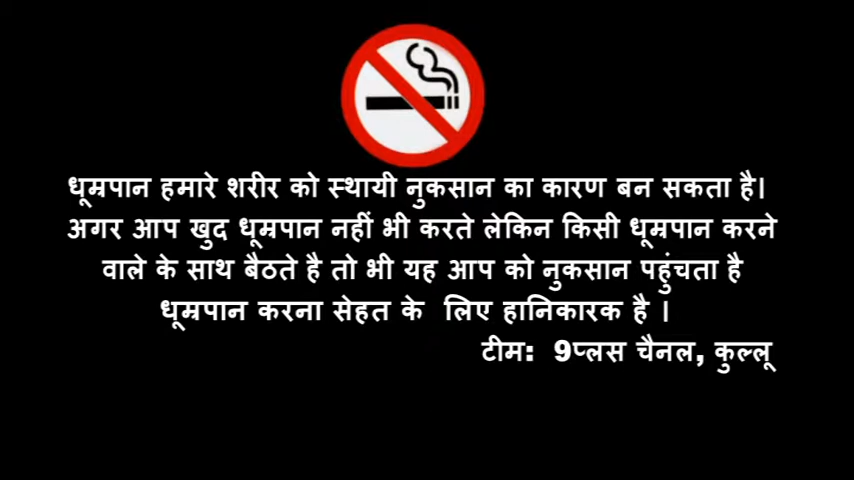 धूम्रपान हमारे शरीर को स्थायी नुकसान का कारण बन सकता है।
अगर आप खुद धूम्रपान नहीं भी करते लेकिन किसी धूम्रपान करने
वाले के साथ बैठते है तो भी यह आप को नुकसान पहुंचता है
धूम्रपान करना सेहत के लिए हानिकारक है ।
टीम: 9प्लस चैनल, कुल्लू